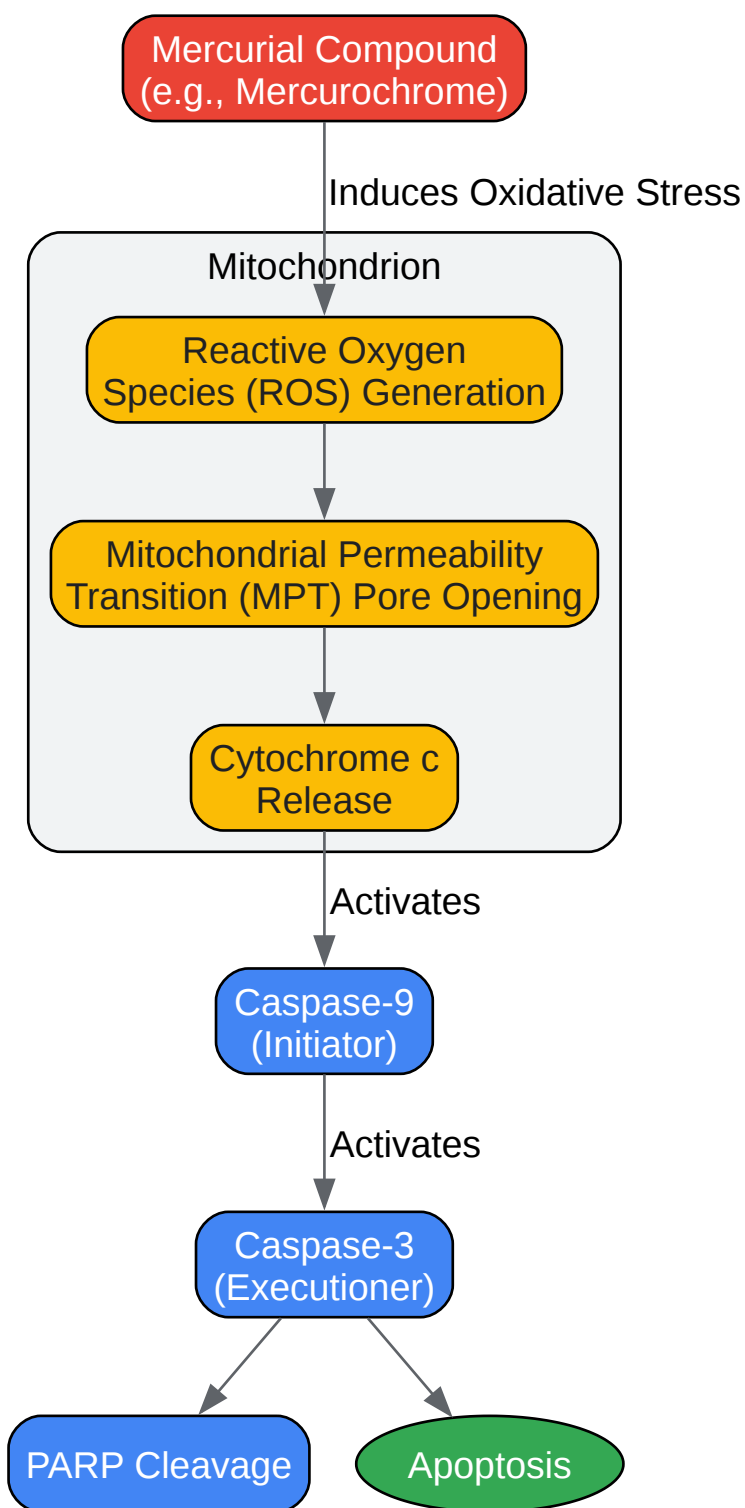 Mercurial Compound
(e.g., Mercurochrome)
Induces Oxidative Stress
Mitochondrion
Reactive Oxygen
Species (ROS) Generation
Mitochondrial Permeability
Transition (MPT) Pore Opening
Cytochrome c
Release
Activates
Caspase-9
(Initiator)
Activates
Caspase-3
(Executioner)
PARP Cleavage
Apoptosis